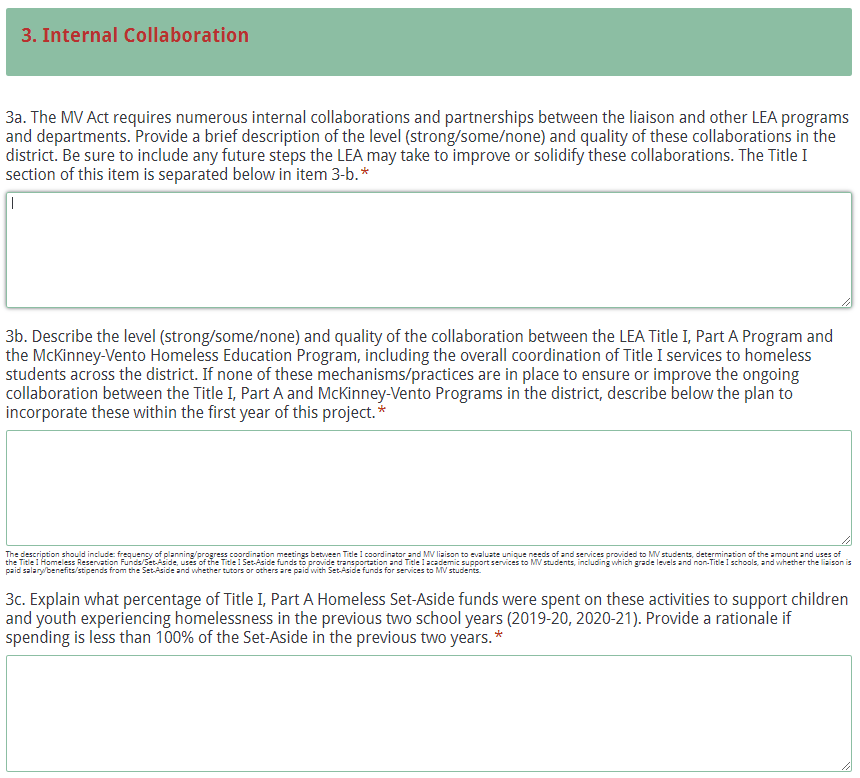 3. Internal Collaboration
3a. The MV Act requires numerous internal collaborations and partnerships between the liaison and other LEA programs
and departments. Provide a brief description of the level (strong/some/none) and quality of these collaborations in the
district. Be sure to include any future steps the LEA may take to improve or solidify these collaborations. The Title I
section of this item is separated below in item 3-b.*
3b. Describe the level (strong/some/none) and quality of the collaboration between the LEA Title I, Part A Program and
the McKinney-Vento Homeless Education Program, including the overall coordination of Title I services to homeless
students across the district. If none of these mechanisms/practices are in place to ensure or improve the ongoing
collaboration between the Title I, Part A and McKinney-Vento Programs in the district, describe below the plan to
incorporate these within the first year of this project.*
The description should include: frequency of planning/progress coordination meetings between Title I coordinator and MV liaison to evaluate unique needs of and services provided to MV students, determination of the amount and uses of
the Title I Homeless Reservation Funds/Set-Aside, uses of the Title I Set-Aside funds to provide transportation and Title I academic support services to MV students, including which grade levels and non-Title I schools, and whether the liaison is
paid salary/benefits/stipends from the Set-Aside and whether tutors or others are paid with Set-Aside funds for services to MV students.
3c. Explain what percentage of Title I, Part A Homeless Set-Aside funds were spent on these activities to support children
and youth experiencing homelessness in the previous two school years (2019-20, 2020-21). Provide a rationale if
spending is less than 100% of the Set-Aside in the previous two years.*